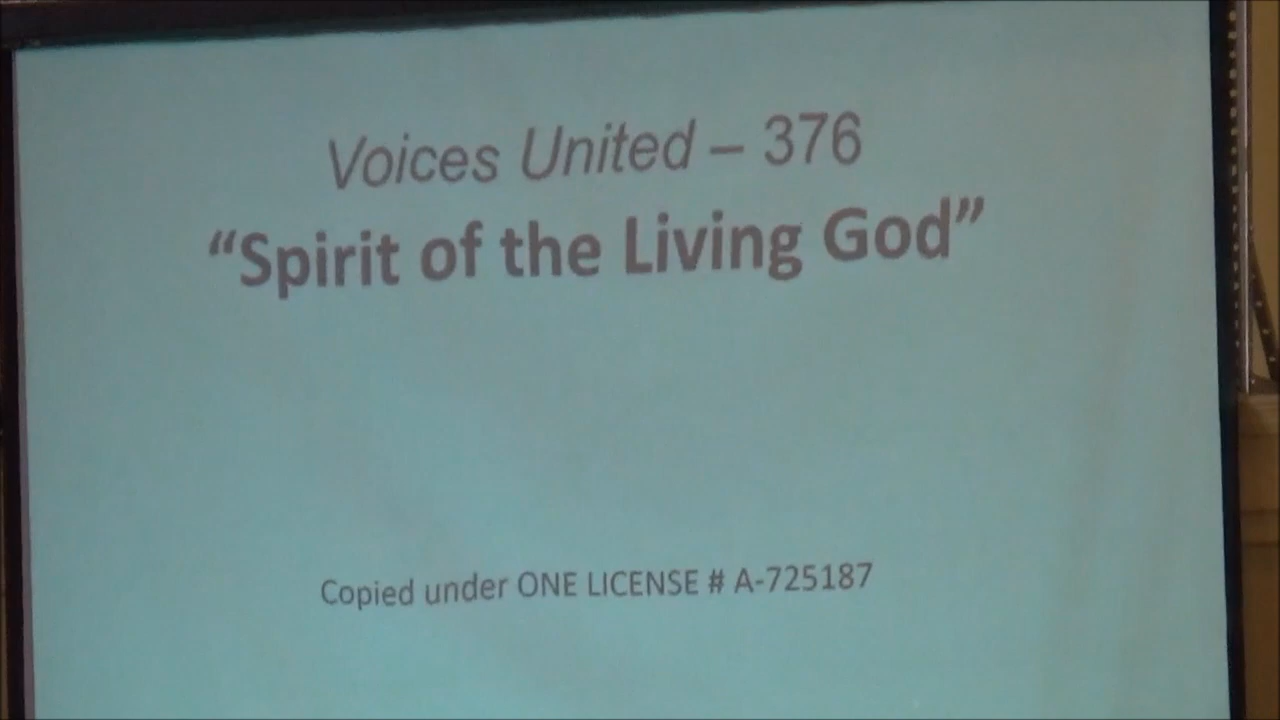 Voices United – 376
“Spirit of the Living God”
Copied under ONE LICENSE # A-725187